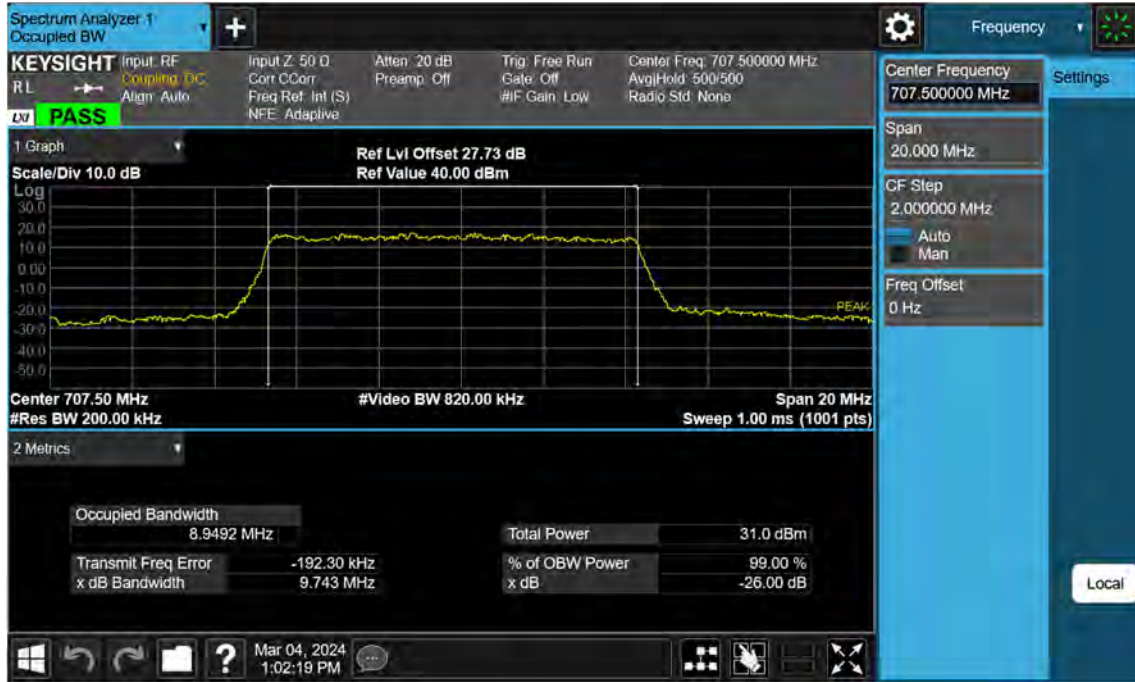 Spectrum Analyzer 1
Occupied BW
Frequency
KEYSIGHT
RL
LXI
PASS
Input: RF
Coupling: DC
Align: Auto
Input Z: 50 Ω
Corr CCorr
Freq Ref: Int (S)
NFE: Adaptive
Atten: 20 dB
Preamp: Off
Trig: Free Run
Gate: Off
#IF Gain: Low
Center Freq: 707.500000 MHz
Avg|Hold: 500/500
Radio Std: None
Center Frequency
707.500000 MHz
Settings
Span
20.000 MHz
CF Step
2.000000 MHz
Auto
Man
Freq Offset
0 Hz
1 Graph
Scale/Div 10.0 dB
Ref Lvl Offset 27.73 dB
Ref Value 40.00 dBm
Log
30.0
20.0
10.0
0.00
-10.0
-20.0
-30.0
-40.0
-50.0
PEAK
Center 707.50 MHz
#Video BW 820.00 kHz
Span 20 MHz
#Res BW 200.00 kHz
Sweep 1.00 ms (1001 pts)
2 Metrics
Occupied Bandwidth
8.9492 MHz
Total Power 31.0 dBm
Transmit Freq Error -192.30 kHz
% of OBW Power 99.00 %
x dB Bandwidth 9.743 MHz
x dB -26.00 dB
Local
?
Mar 04, 2024
1:02:19 PM